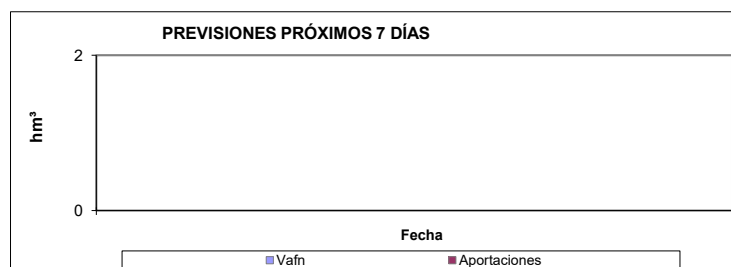 PREVISIONES PRÓXIMOS 7 DÍAS
2
hm³
0
Fecha
Vafn Aportaciones